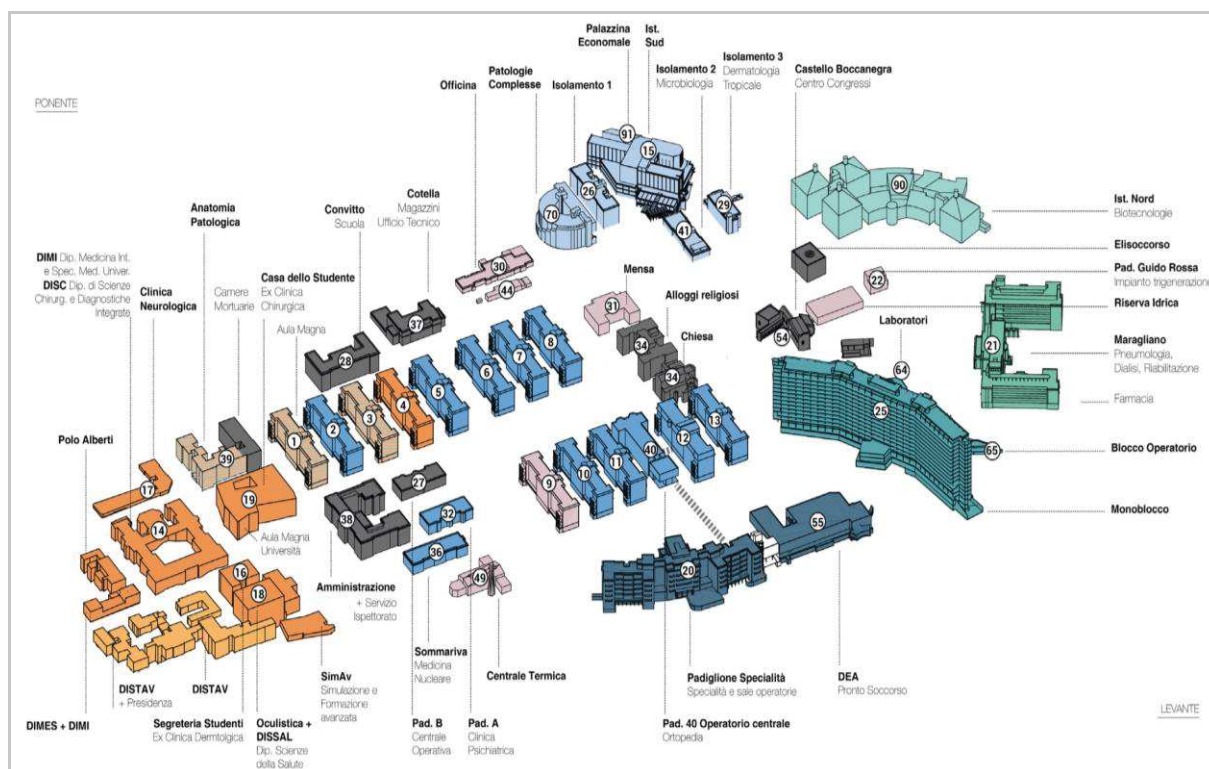 PONENTE
Palazzina
Economale
Ist.
Sud
Patologie
Complesse
Officina
Isolamento 1
Isolamento 2
Microbiologia
Isolamento 3
Dermatologia
Tropicale
Castello Boccanegra
Centro Congressi
91
15
26
70
41
29
90
Ist. Nord
Biotecnologie
Elisoccorso
Pad. Guido Rossa
Impianto trigenerazione
Riserva Idrica
Maragliano
Pneumologia,
Dialisi, Riabilitazione
Farmacia
Blocco Operatorio
Monoblocco
Anatomia
Patologica
Convitto
Scuola
Cotella
Magazzini
Ufficio Tecnico
DIMI Dip. Medicina Int.
e Spec. Med. Univer.
DISC Dip. di Scienze
Chirurg. e Diagnostiche
Integrate
Clinica
Neurologica
Camere
Mortuarie
Casa dello Studente
Ex Clinica
Chirurgica
Aula Magna
Mensa
Alloggi religiosi
Chiesa
Laboratori
30
44
31
22
54
21
37
28
34
34
64
25
65
8
7
6
5
4
3
2
1
13
12
40
11
10
9
Polo Alberti
39
17
19
14
27
32
38
36
49
16
18
55
20
Aula Magna
Università
Amministrazione
+ Servizio
Ispettorato
Sommariva
Medicina
Nucleare
Centrale Termica
Padiglione Specialità
Specialità e sale operatorie
DEA
Pronto Soccorso
DISTAV
+ Presidenza
DISTAV
SimAv
Simulazione e
Formazione
avanzata
DIMES + DIMI
Segreteria Studenti
Ex Clinica Dermtolgica
Oculistica +
DISSAL
Dip. Scienze
della Salute
Pad. B
Centrale
Operativa
Pad. A
Clinica
Psichiatrica
Pad. 40 Operatorio centrale
Ortopedia
LEVANTE